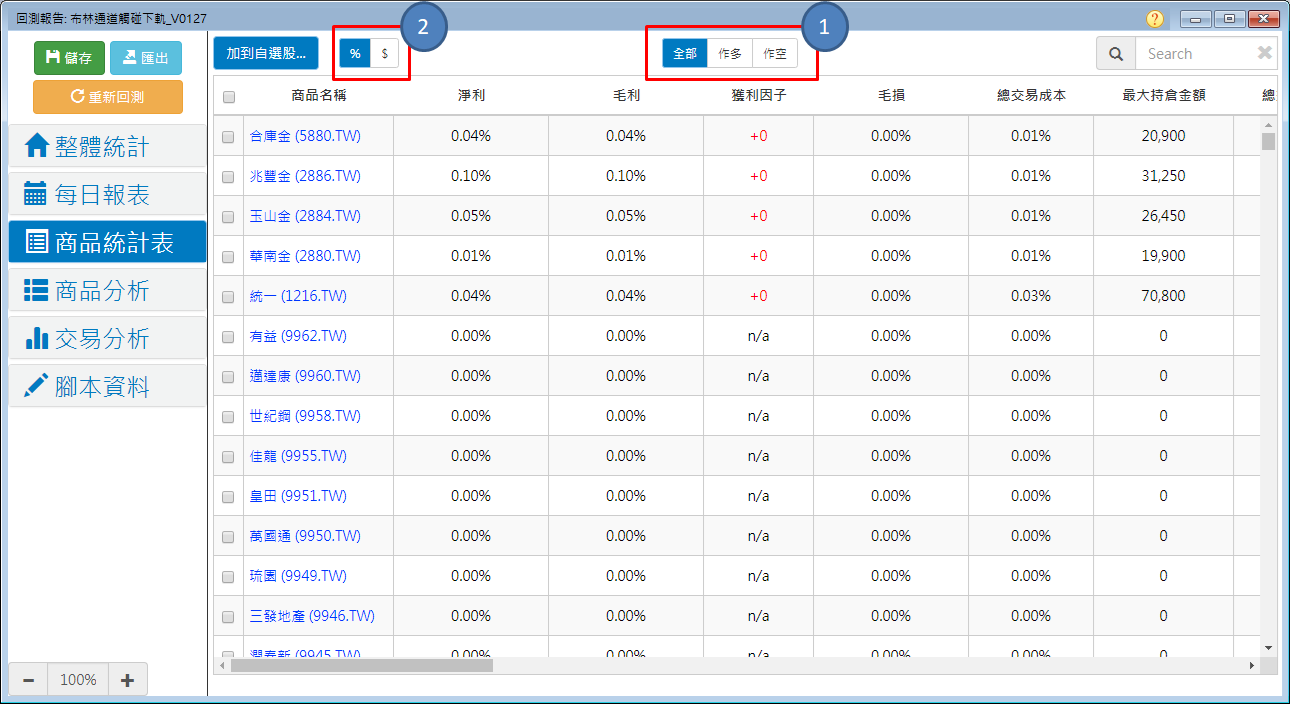 回測報告: 布林通道觸碰下軌_V0127
?
儲存 匯出
重新回測
整體統計
每日報表
商品統計表
商品分析
交易分析
腳本資料
100%
加到自選股...
% $
2
全部 作多 作空
1
Search
商品名稱 淨利 毛利 獲利因子 毛損 總交易成本 最大持倉金額 總
合庫金 (5880.TW) 0.04% 0.04% +0 0.00% 0.01% 20,900
兆豐金 (2886.TW) 0.10% 0.10% +0 0.00% 0.01% 31,250
玉山金 (2884.TW) 0.05% 0.05% +0 0.00% 0.01% 26,450
華南金 (2880.TW) 0.01% 0.01% +0 0.00% 0.01% 19,900
統一 (1216.TW) 0.04% 0.04% +0 0.00% 0.03% 70,800
有益 (9962.TW) 0.00% 0.00% n/a 0.00% 0.00% 0
邁達康 (9960.TW) 0.00% 0.00% n/a 0.00% 0.00% 0
世紀鋼 (9958.TW) 0.00% 0.00% n/a 0.00% 0.00% 0
佳龍 (9955.TW) 0.00% 0.00% n/a 0.00% 0.00% 0
皇田 (9951.TW) 0.00% 0.00% n/a 0.00% 0.00% 0
萬國通 (9950.TW) 0.00% 0.00% n/a 0.00% 0.00% 0
琉園 (9949.TW) 0.00% 0.00% n/a 0.00% 0.00% 0
三發地產 (9946.TW) 0.00% 0.00% n/a 0.00% 0.00% 0
潤泰新 (9945.TW) 0.00% 0.00% n/a 0.00% 0.00% 0